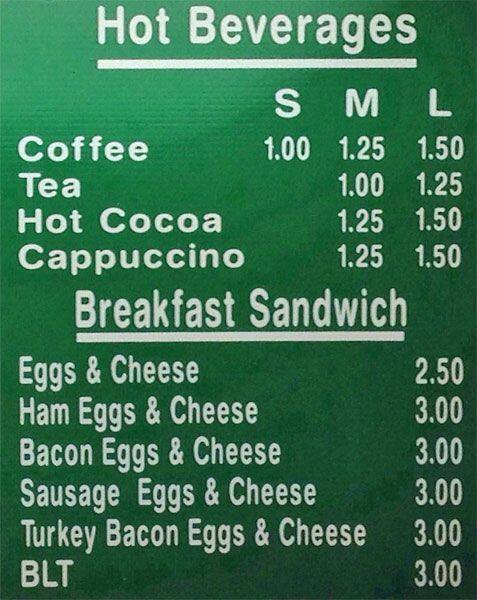 Hot Beverages
S M L
Coffee 1.00 1.25 1.50
Tea 1.00 1.25
Hot Cocoa 1.25 1.50
Cappuccino 1.25 1.50
Breakfast Sandwich
Eggs & Cheese 2.50
Ham Eggs & Cheese 3.00
Bacon Eggs & Cheese 3.00
Sausage Eggs & Cheese 3.00
Turkey Bacon Eggs & Cheese 3.00
BLT 3.00